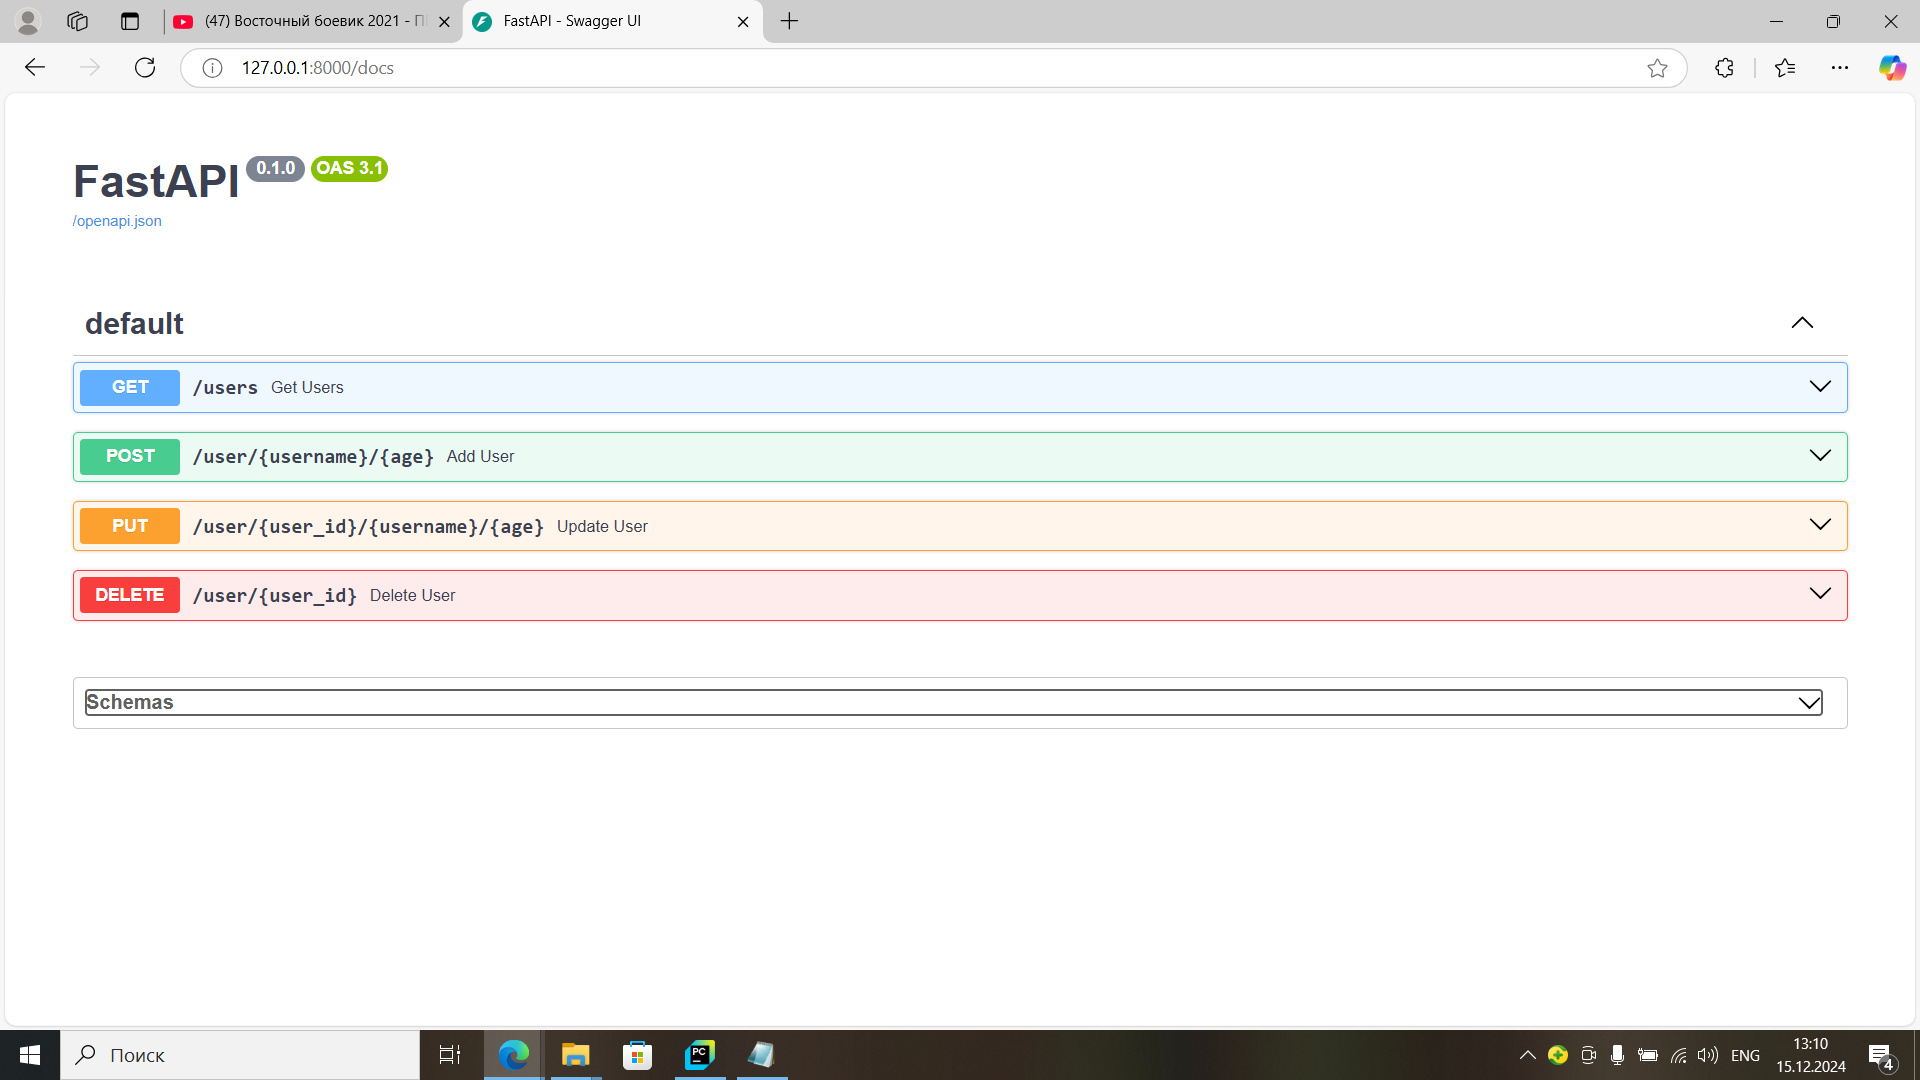 (47) Восточный боевик 2021 - П
FastAPI - Swagger UI
127.0.0.1:8000/docs
FastAPI 0.1.0 OAS 3.1
/openapi.json
default
GET /users Get Users
POST /user/{username}/{age} Add User
PUT /user/{user_id}/{username}/{age} Update User
DELETE /user/{user_id} Delete User
Schemas
Поиск
PC
ENG
13:10
15.12.2024
4